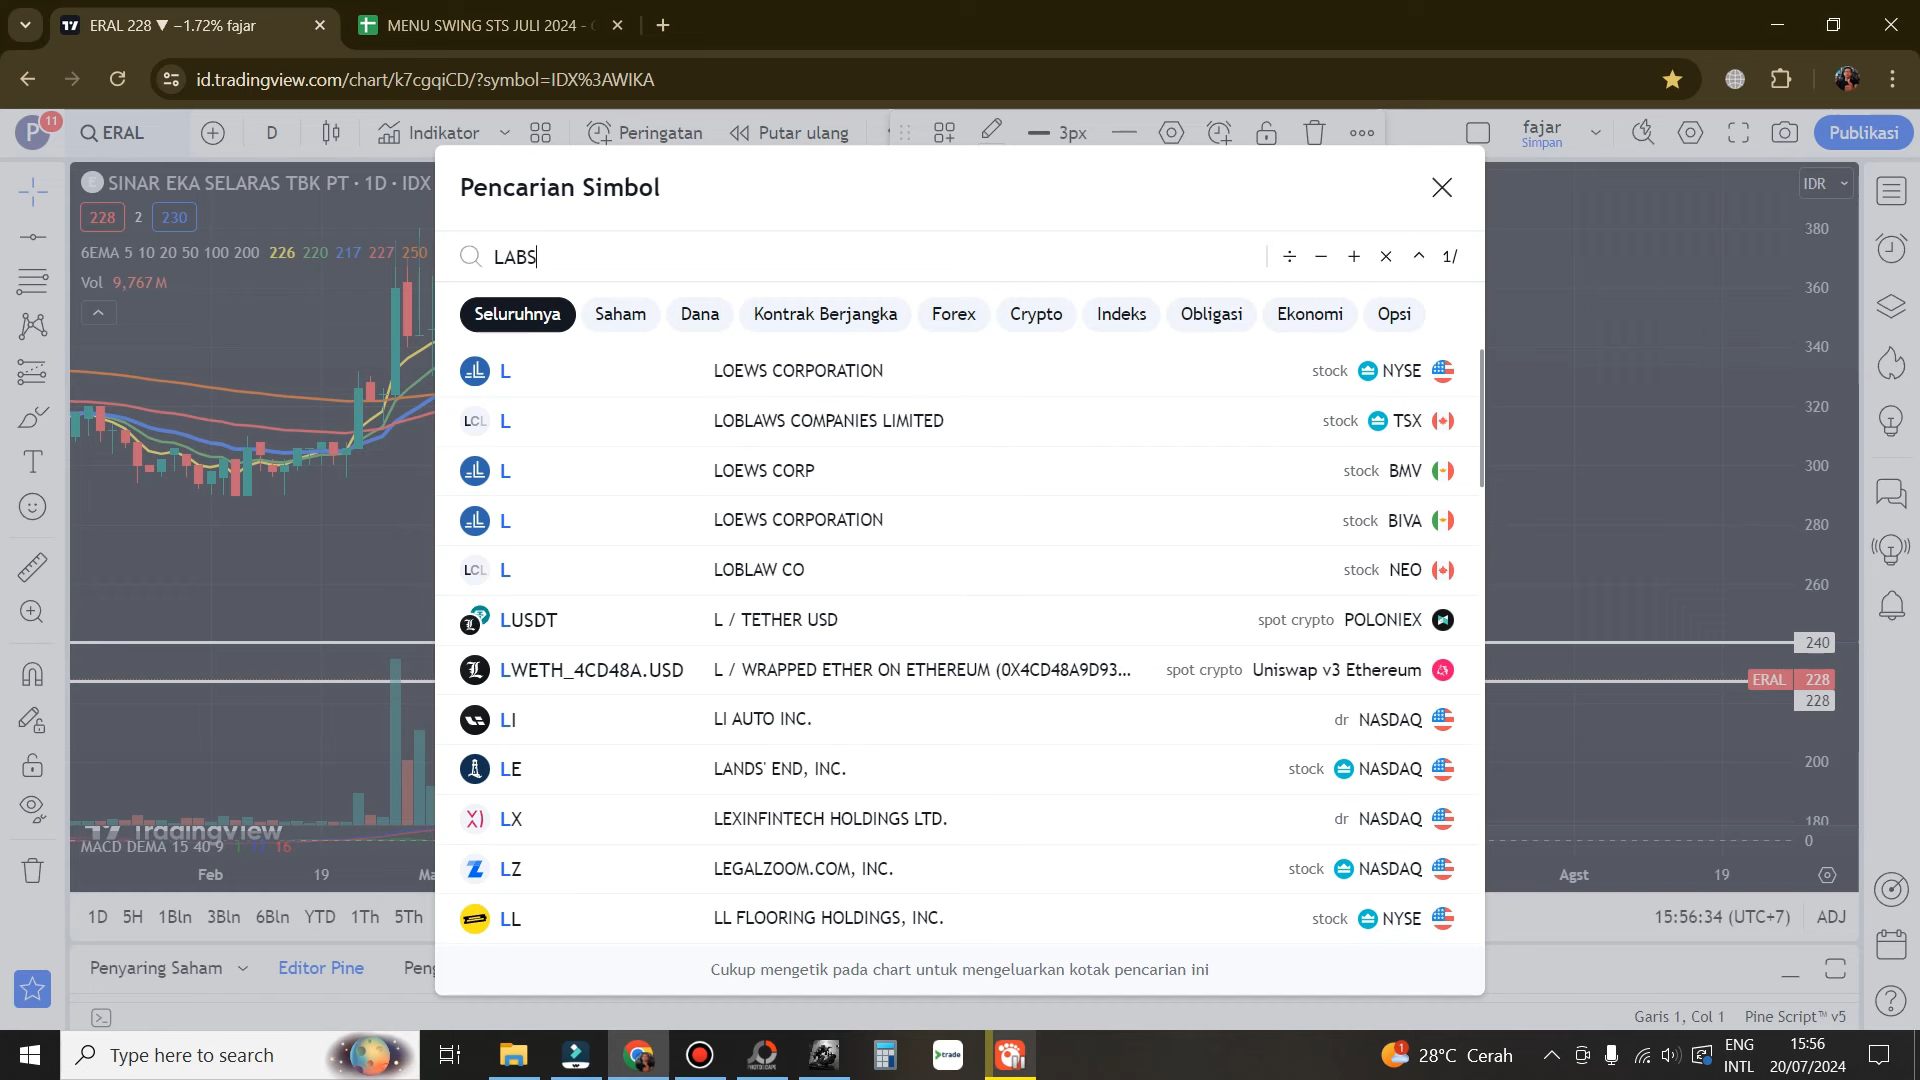 ERAL 228 ▼ −1.72% fajar
MENU SWING STS JULI 2024 -
id.tradingview.com/chart/k7cgqiCD/?symbol=IDX%3AWIKA
P 11
ERAL
D
Indikator
Peringatan
Putar ulang
3px
fajar
Simpan
Publikasi
E SINAR EKA SELARAS TBK PT · 1D · IDX
228 2 230
6EMA 5 10 20 50 100 200 226 220 217 227 250
Vol 9,767 M
Pencarian Simbol
LABS
÷ − + × ^ 1/
Seluruhnya Saham Dana Kontrak Berjangka Forex Crypto Indeks Obligasi Ekonomi Opsi
L LOEWS CORPORATION stock NYSE
LCL L LOBLAWS COMPANIES LIMITED stock TSX
L LOEWS CORP stock BMV
L LOEWS CORPORATION stock BIVA
LCL L LOBLAW CO stock NEO
LUSDT L / TETHER USD spot crypto POLONIEX
LWETH_4CD48A.USD L / WRAPPED ETHER ON ETHEREUM (0X4CD48A9D93... spot crypto Uniswap v3 Ethereum
LI LI AUTO INC. dr NASDAQ
LE LANDS' END, INC. stock NASDAQ
LX LEXINFINTECH HOLDINGS LTD. dr NASDAQ
LZ LEGALZOOM.COM, INC. stock NASDAQ
LL LL FLOORING HOLDINGS, INC. stock NYSE
Cukup mengetik pada chart untuk mengeluarkan kotak pencarian ini
IDR
380
360
340
320
300
280
260
240
ERAL 228
228
200
180
0
TradingView
MACD DEMA 15 40 9
16
Feb 19
Agst 19
1D 5H 1Bln 3Bln 6Bln YTD 1Th 5Th
15:56:34 (UTC+7) ADJ
Penyaring Saham Editor Pine
Garis 1, Col 1 Pine Script™ v5
Type here to search
trade
28°C Cerah
ENG
INTL
15:56
20/07/2024